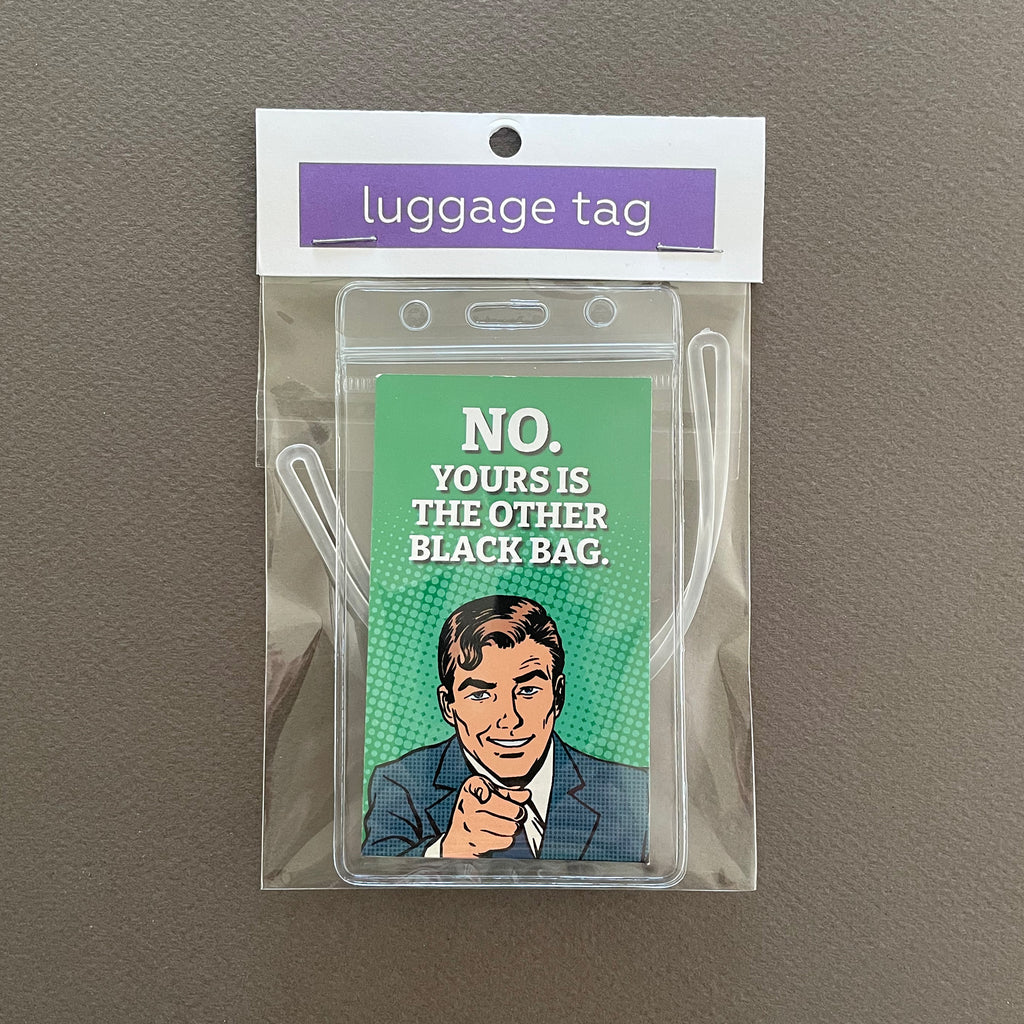 luggage tag
NO.
YOURS IS
THE OTHER
BLACK BAG.